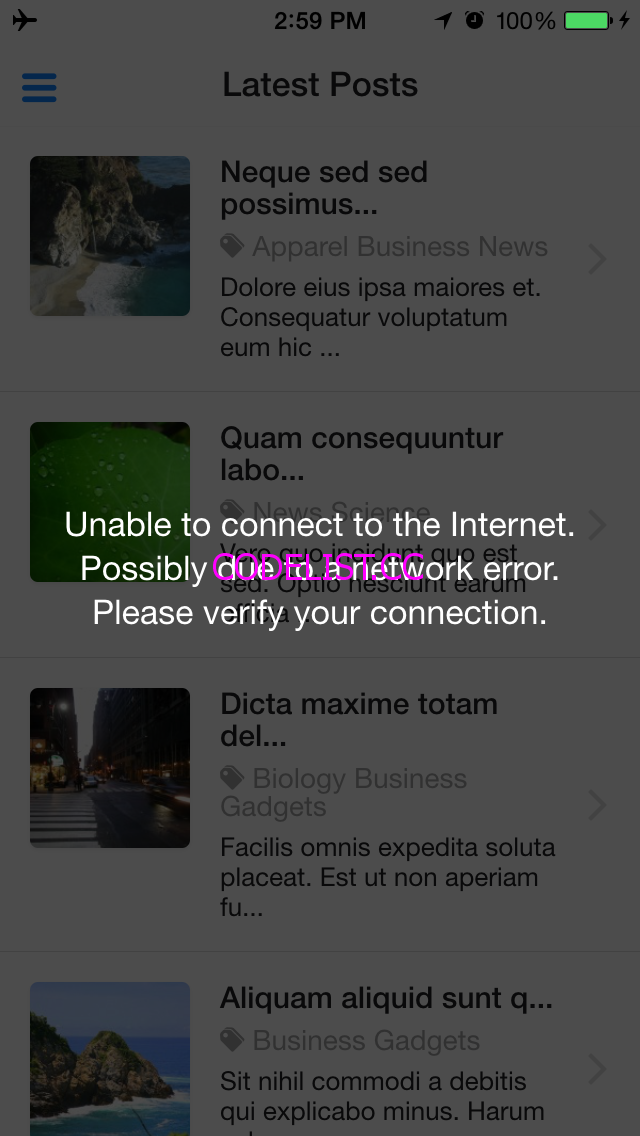 2:59 PM
100%
Latest Posts
Neque sed sed
possimus...
Apparel Business News
Dolore eius ipsa maiores et.
Consequatur voluptatum
eum hic ...
Quam consequuntur
labo...
News Science
Unable to connect to the Internet.
Vero quo incidunt quo est
Possibly due to a network error.
CODELIST.CC
sed. Optio nesciunt earum
Please verify your connection.
officia ...
Dicta maxime totam
del...
Biology Business
Gadgets
Facilis omnis expedita soluta
placeat. Est ut non aperiam
fu...
Aliquam aliquid sunt q...
Business Gadgets
Sit nihil commodi a debitis
qui explicabo minus. Harum